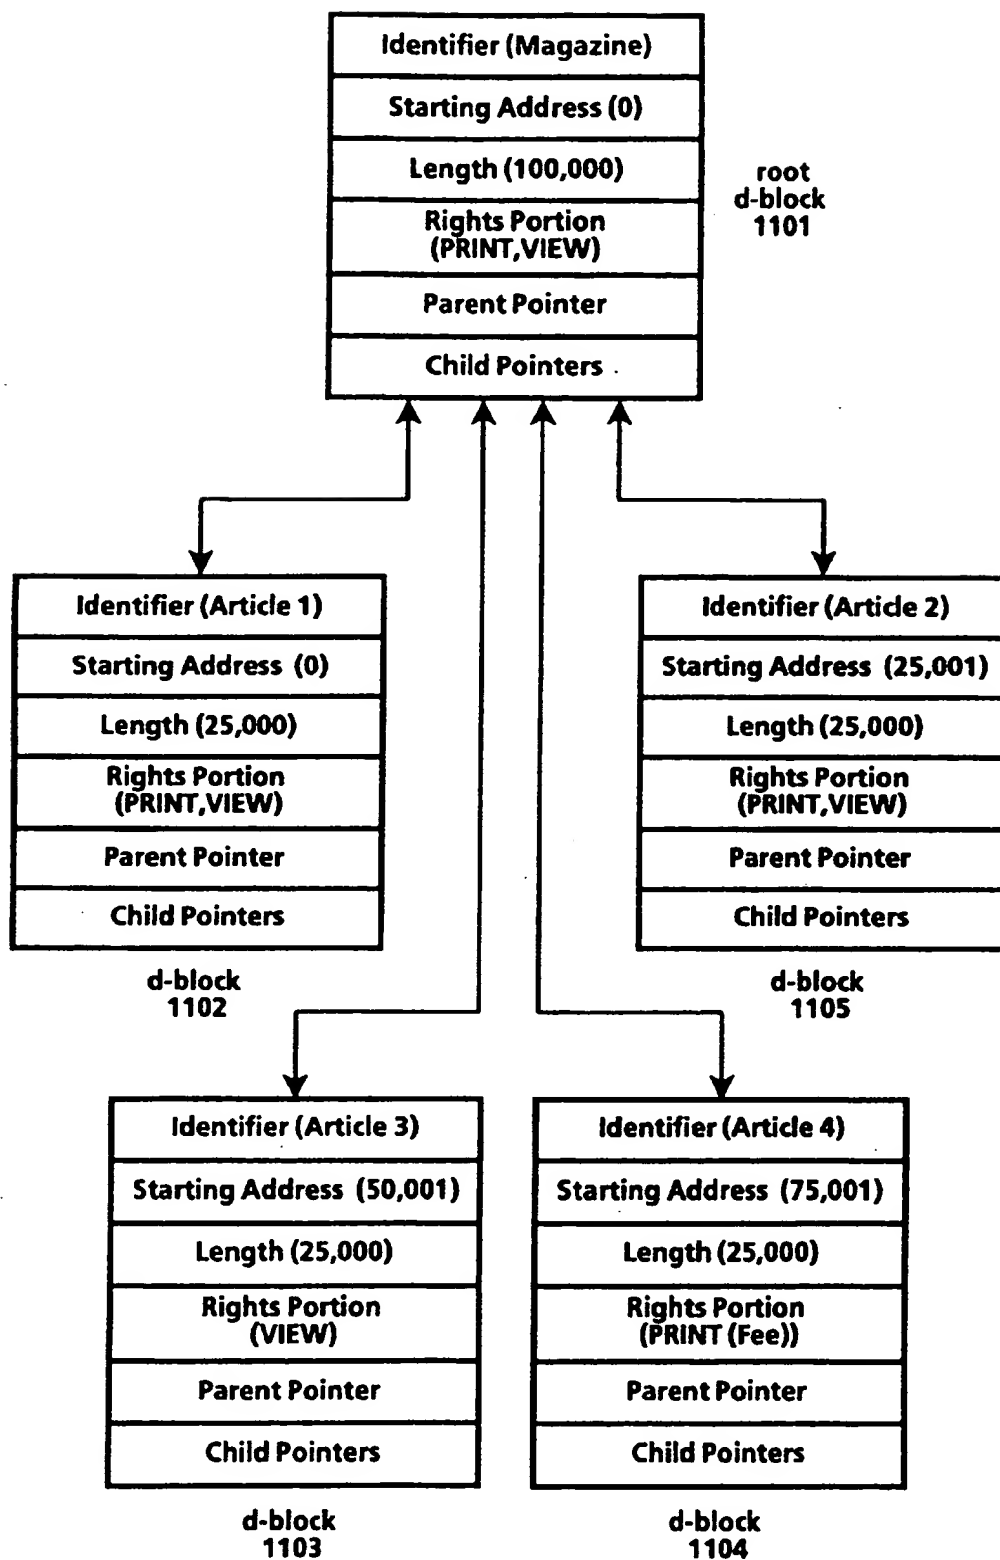 Identifier (Magazine)
Starting Address (0)
Length (100,000)
Rights Portion
(PRINT,VIEW)
Parent Pointer
Child Pointers
root
d-block
1101
Identifier (Article 1)
Starting Address (0)
Length (25,000)
Rights Portion
(PRINT,VIEW)
Parent Pointer
Child Pointers
d-block
1102
Identifier (Article 2)
Starting Address (25,001)
Length (25,000)
Rights Portion
(PRINT,VIEW)
Parent Pointer
Child Pointers
d-block
1105
Identifier (Article 3)
Starting Address (50,001)
Length (25,000)
Rights Portion
(VIEW)
Parent Pointer
Child Pointers
d-block
1103
Identifier (Article 4)
Starting Address (75,001)
Length (25,000)
Rights Portion
(PRINT (Fee))
Parent Pointer
Child Pointers
d-block
1104